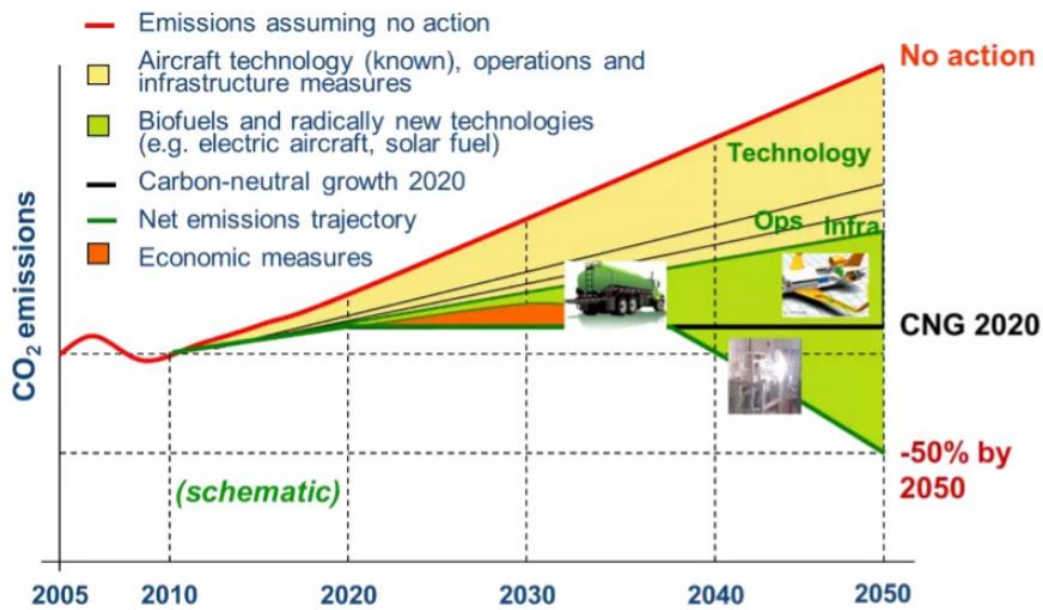 Emissions assuming no action
Aircraft technology (known), operations and
infrastructure measures
Biofuels and radically new technologies
(e.g. electric aircraft, solar fuel)
Carbon-neutral growth 2020
Net emissions trajectory
Economic measures
No action
Technology
Ops Infra
CO₂ emissions
CNG 2020
-50% by
2050
(schematic)
2005 2010 2020 2030 2040 2050